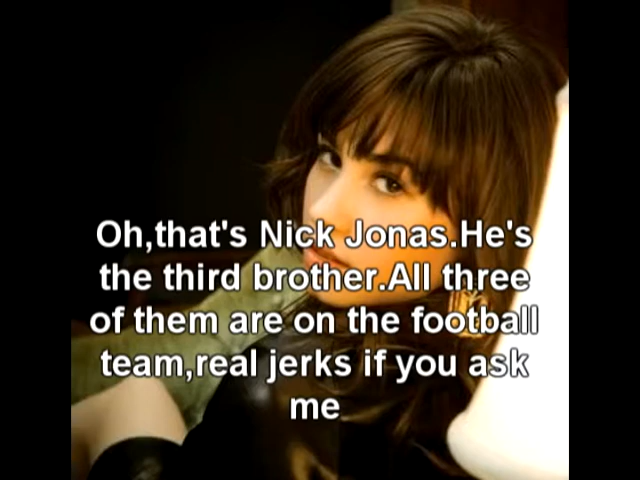 Oh,that's Nick Jonas.He's
the third brother.All three
of them are on the football
team,real jerks if you ask
me